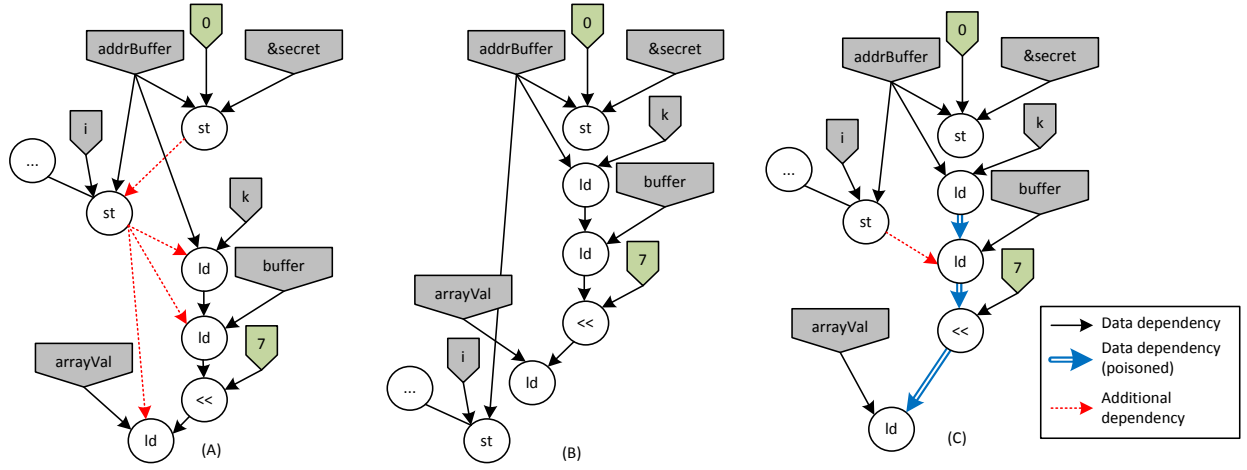 0
addrBuffer
&secret
st
i
...
st
k
ld
buffer
ld
7
arrayVal
<<
ld
(A)
0
addrBuffer
&secret
st
k
ld
buffer
ld
7
arrayVal
<<
i
ld
...
st
(B)
0
addrBuffer
&secret
st
k
i
...
ld
buffer
st
ld
7
arrayVal
<<
ld
(C)
Data dependency
Data dependency
(poisoned)
Additional
dependency